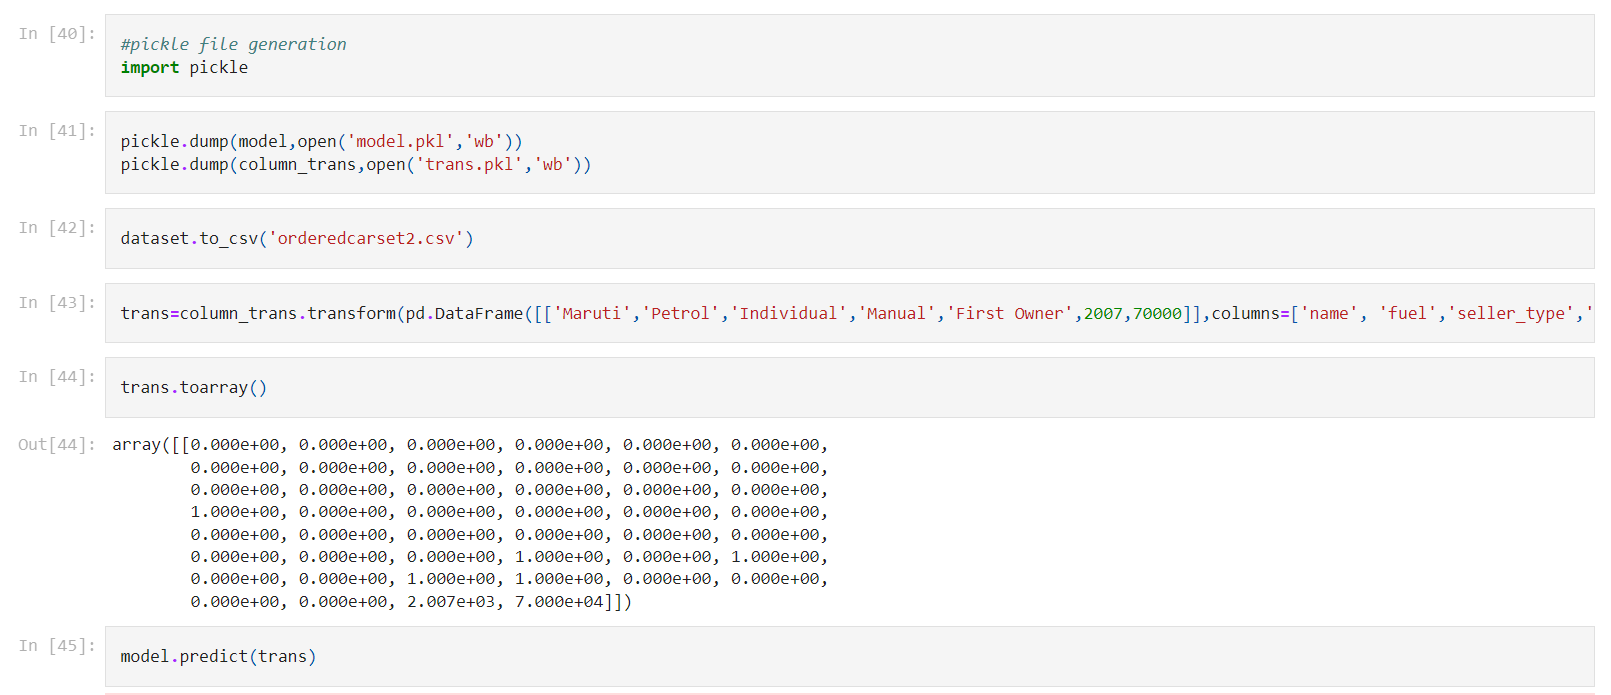 In [40]:
#pickle file generation
import pickle
In [41]:
pickle.dump(model,open('model.pkl','wb'))
pickle.dump(column_trans,open('trans.pkl','wb'))
In [42]:
dataset.to_csv('orderedcarset2.csv')
In [43]:
trans=column_trans.transform(pd.DataFrame([['Maruti','Petrol','Individual','Manual','First Owner',2007,70000]],columns=['name', 'fuel','seller_type','
In [44]:
trans.toarray()
Out[44]:
array([[0.000e+00, 0.000e+00, 0.000e+00, 0.000e+00, 0.000e+00, 0.000e+00,
0.000e+00, 0.000e+00, 0.000e+00, 0.000e+00, 0.000e+00, 0.000e+00,
0.000e+00, 0.000e+00, 0.000e+00, 0.000e+00, 0.000e+00, 0.000e+00,
1.000e+00, 0.000e+00, 0.000e+00, 0.000e+00, 0.000e+00, 0.000e+00,
0.000e+00, 0.000e+00, 0.000e+00, 0.000e+00, 0.000e+00, 0.000e+00,
0.000e+00, 0.000e+00, 0.000e+00, 1.000e+00, 0.000e+00, 1.000e+00,
0.000e+00, 0.000e+00, 1.000e+00, 1.000e+00, 0.000e+00, 0.000e+00,
0.000e+00, 0.000e+00, 2.007e+03, 7.000e+04]])
In [45]:
model.predict(trans)